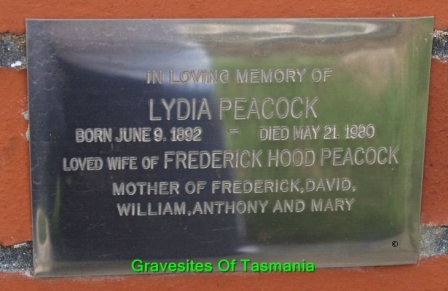 IN LOVING MEMORY OF
LYDIA PEACOCK
BORN JUNE 9. 1892 - DIED MAY 21. 1980
LOVED WIFE OF FREDERICK HOOD PEACOCK
MOTHER OF FREDERICK, DAVID,
WILLIAM, ANTHONY AND MARY
Gravesites Of Tasmania